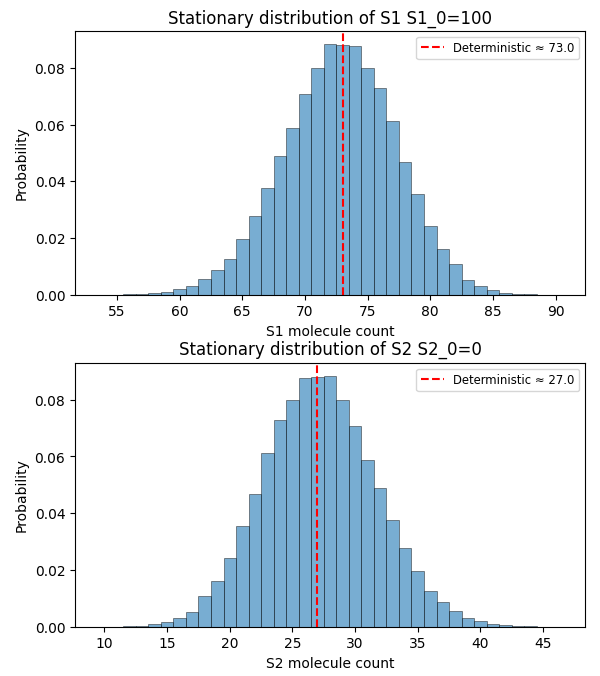 Stationary distribution of S1 S1_0=100
Deterministic ≈ 73.0
Probability
0.08
0.06
0.04
0.02
0.00
55 60 65 70 75 80 85 90
S1 molecule count
Stationary distribution of S2 S2_0=0
Deterministic ≈ 27.0
Probability
0.08
0.06
0.04
0.02
0.00
10 15 20 25 30 35 40 45
S2 molecule count